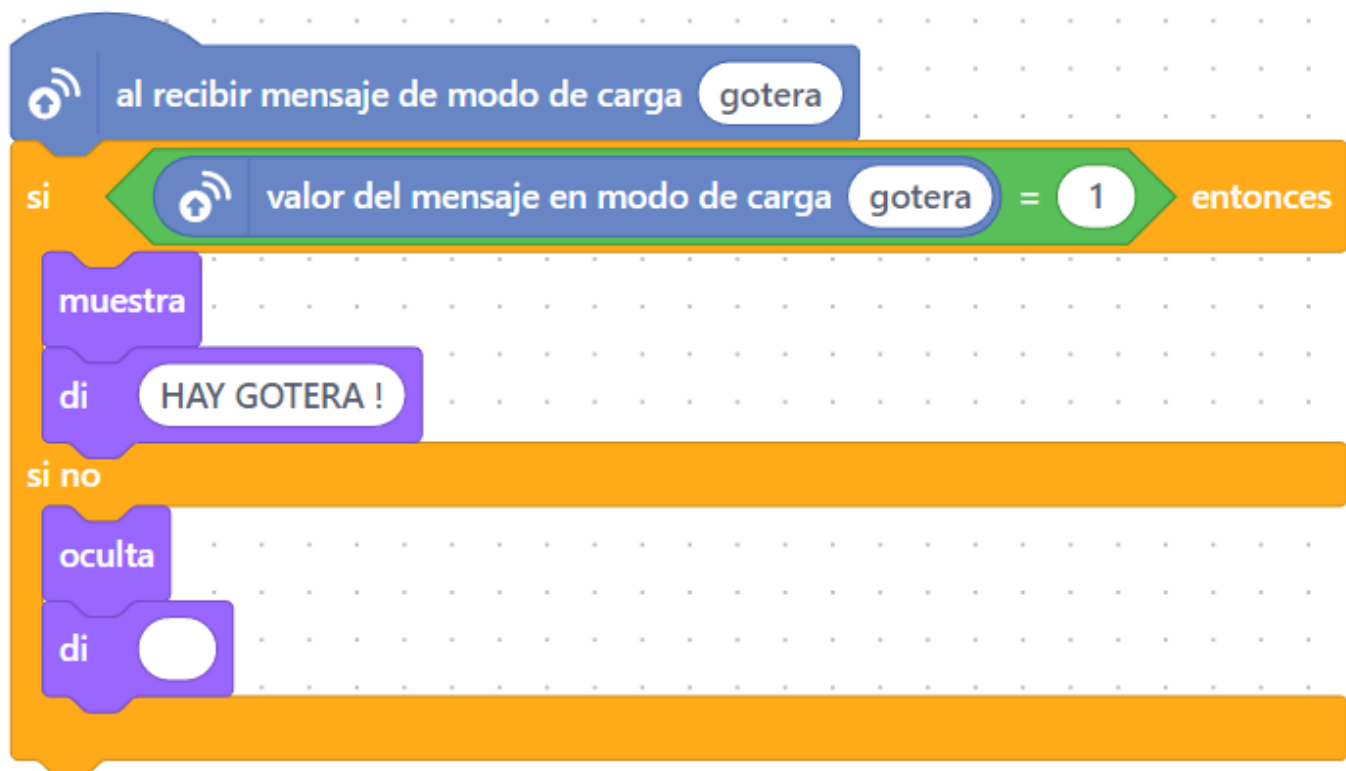 al recibir mensaje de modo de carga gotera
si valor del mensaje en modo de carga gotera = 1 entonces
muestra
di HAY GOTERA !
si no
oculta
di